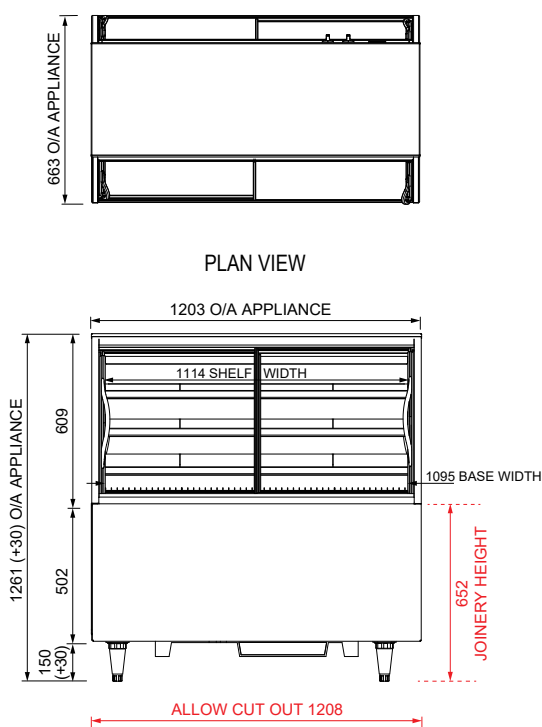 663 O/A APPLIANCE
PLAN VIEW
1203 O/A APPLIANCE
1114 SHELF WIDTH
609
1261 (+30) O/A APPLIANCE
1095 BASE WIDTH
502
652
JOINERY HEIGHT
150
(+30)
ALLOW CUT OUT 1208